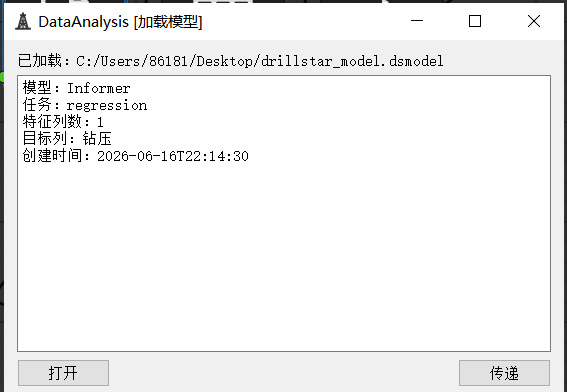 DataAnalysis [加载模型]
已加载：C:/Users/86181/Desktop/drillstar_model.dsmodel
模型：Informer
任务：regression
特征列数：1
目标列：钻压
创建时间：2026-06-16T22:14:30
打开
传递